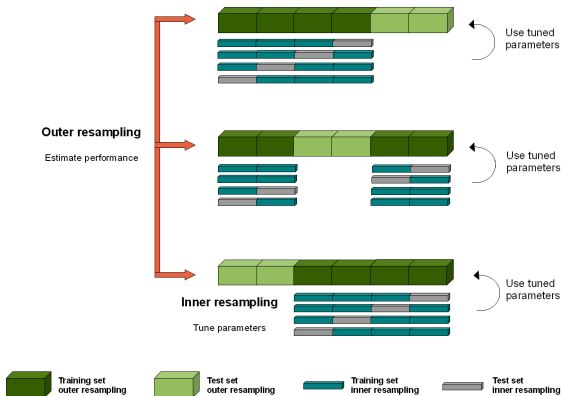 Use tuned
parameters
Outer resampling
Estimate performance
Use tuned
parameters
Inner resampling
Tune parameters
Use tuned
parameters
Training set
outer resampling
Test set
outer resampling
Training set
inner resampling
Test set
inner resampling